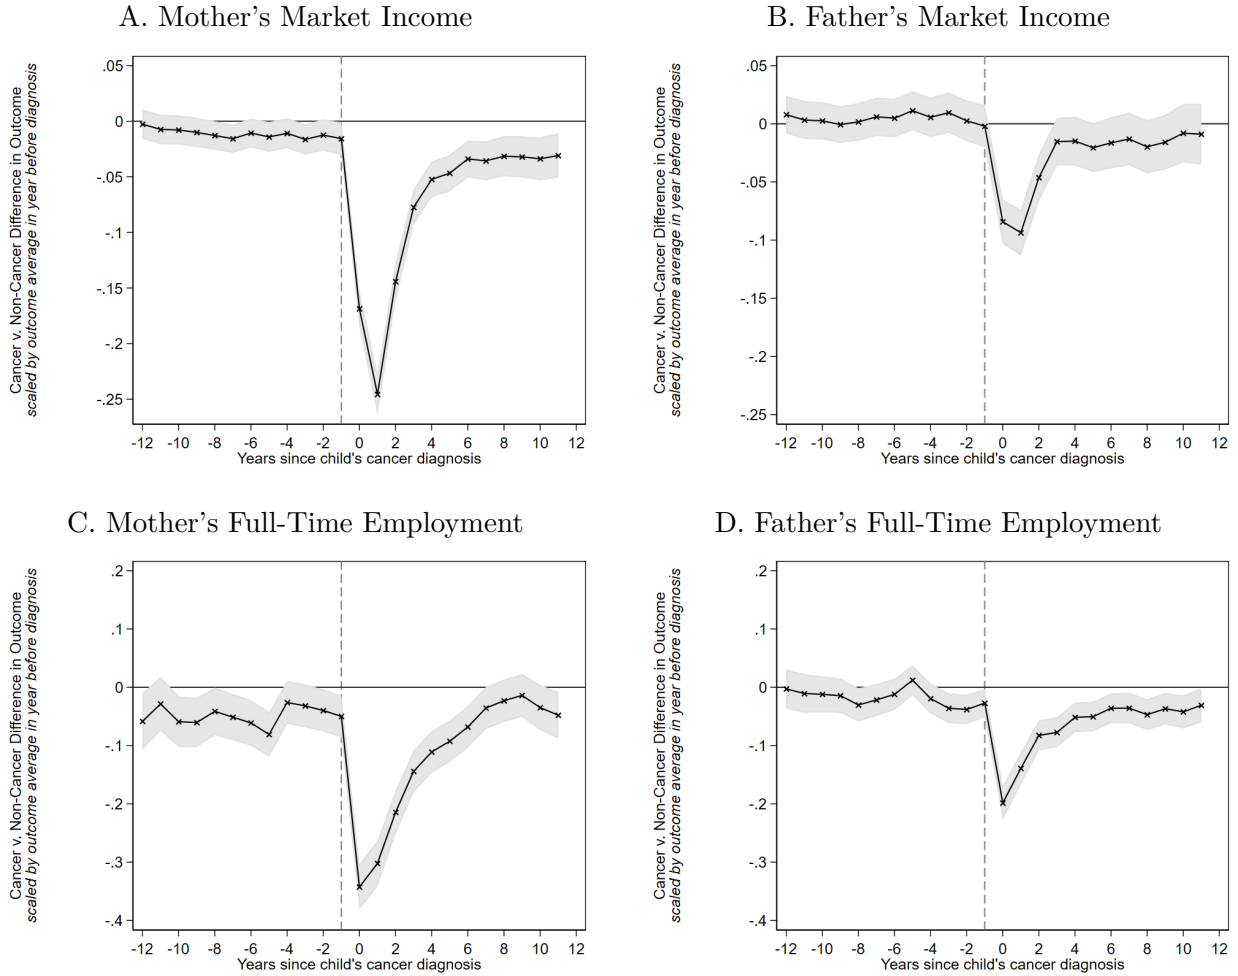 A. Mother's Market Income
Cancer v. Non-Cancer Difference in Outcome
scaled by outcome average in year before diagnosis
.05
0
-.05
-.1
-.15
-.2
-.25
-12 -10 -8 -6 -4 -2 0 2 4 6 8 10 12
Years since child's cancer diagnosis
B. Father's Market Income
Cancer v. Non-Cancer Difference in Outcome
scaled by outcome average in year before diagnosis
.05
0
-.05
-.1
-.15
-.2
-.25
-12 -10 -8 -6 -4 -2 0 2 4 6 8 10 12
Years since child's cancer diagnosis
C. Mother's Full-Time Employment
Cancer v. Non-Cancer Difference in Outcome
scaled by outcome average in year before diagnosis
.2
.1
0
-.1
-.2
-.3
-.4
-12 -10 -8 -6 -4 -2 0 2 4 6 8 10 12
Years since child's cancer diagnosis
D. Father's Full-Time Employment
Cancer v. Non-Cancer Difference in Outcome
scaled by outcome average in year before diagnosis
.2
.1
0
-.1
-.2
-.3
-.4
-12 -10 -8 -6 -4 -2 0 2 4 6 8 10 12
Years since child's cancer diagnosis